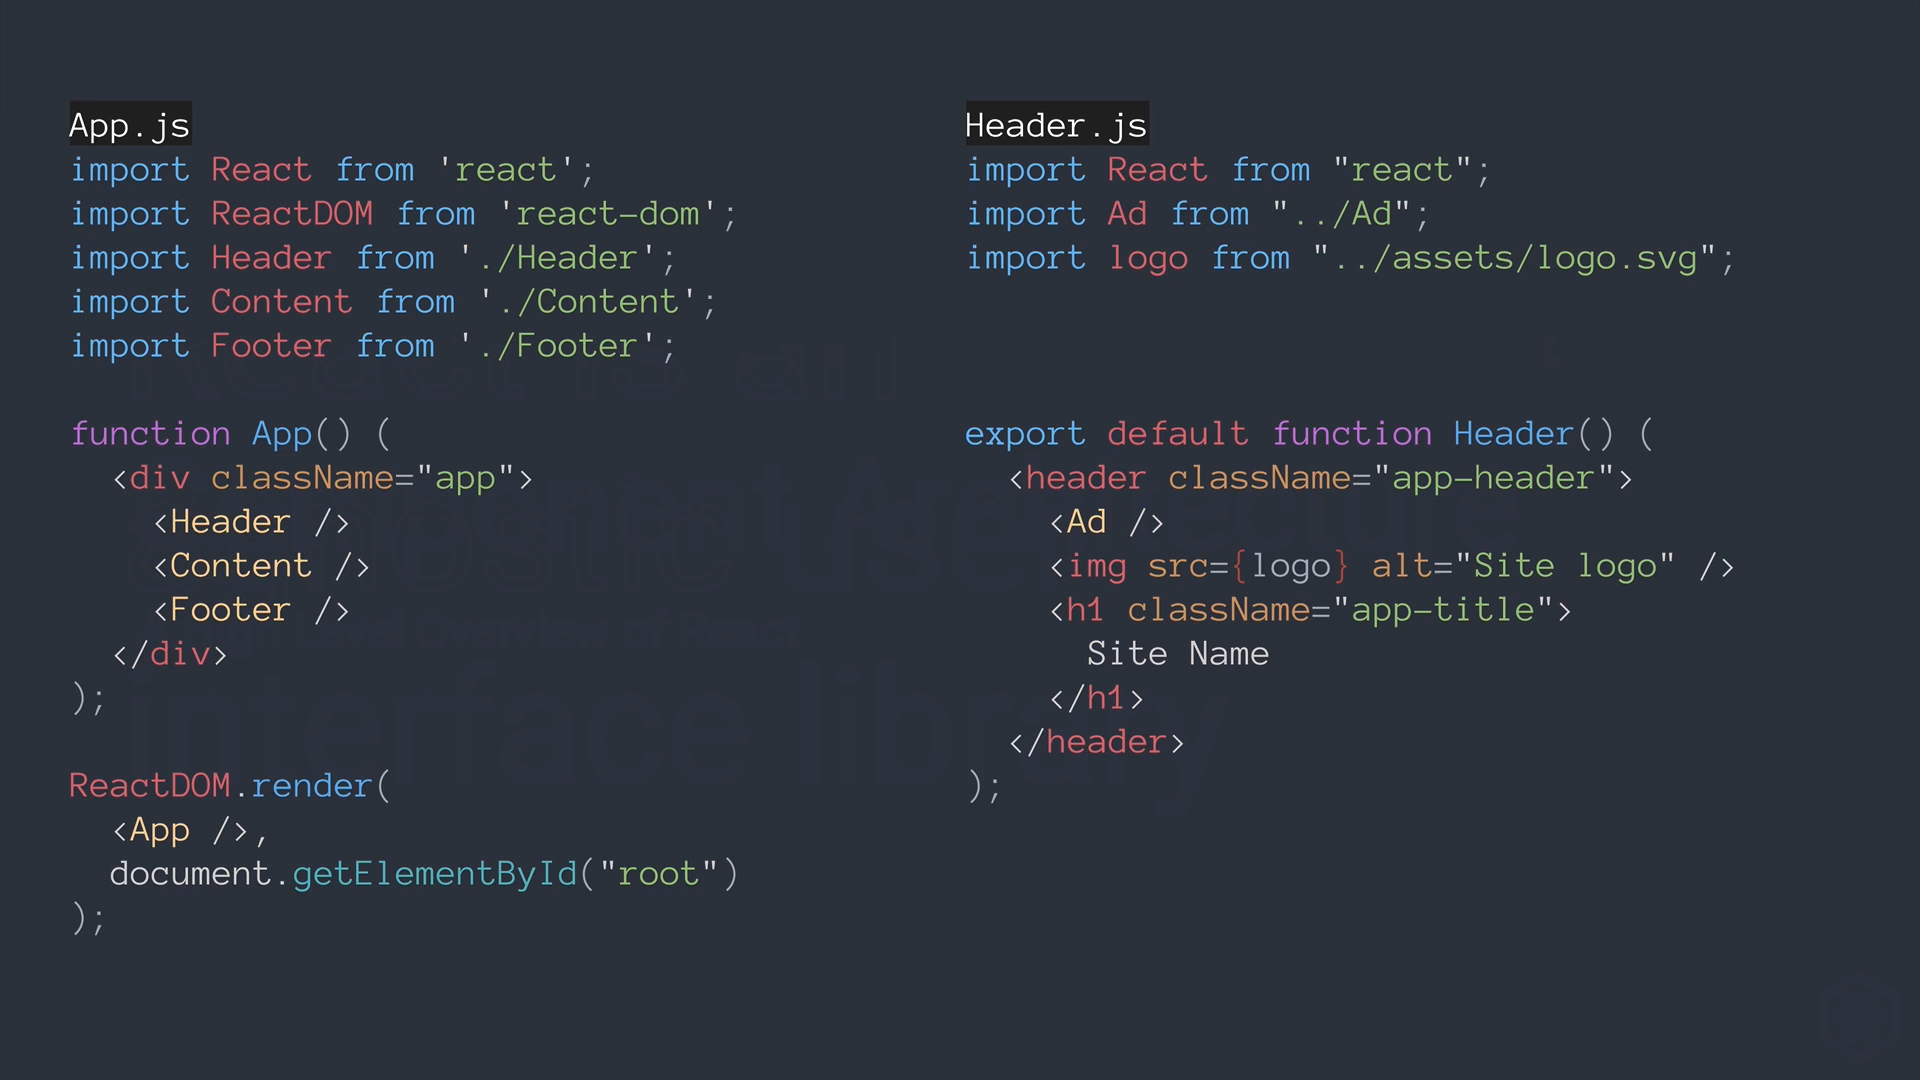 App.js
import React from 'react';
import ReactDOM from 'react-dom';
import Header from './Header';
import Content from './Content';
import Footer from './Footer';
function App() (
<div className="app">
<Header />
<Content />
<Footer />
</div>
);
ReactDOM.render(
<App />,
document.getElementById("root")
);
Header.js
import React from "react";
import Ad from "../Ad";
import logo from "../assets/logo.svg";
export default function Header() (
<header className="app-header">
<Ad />
<img src={logo} alt="Site logo" />
<h1 className="app-title">
Site Name
</h1>
</header>
);
interface library